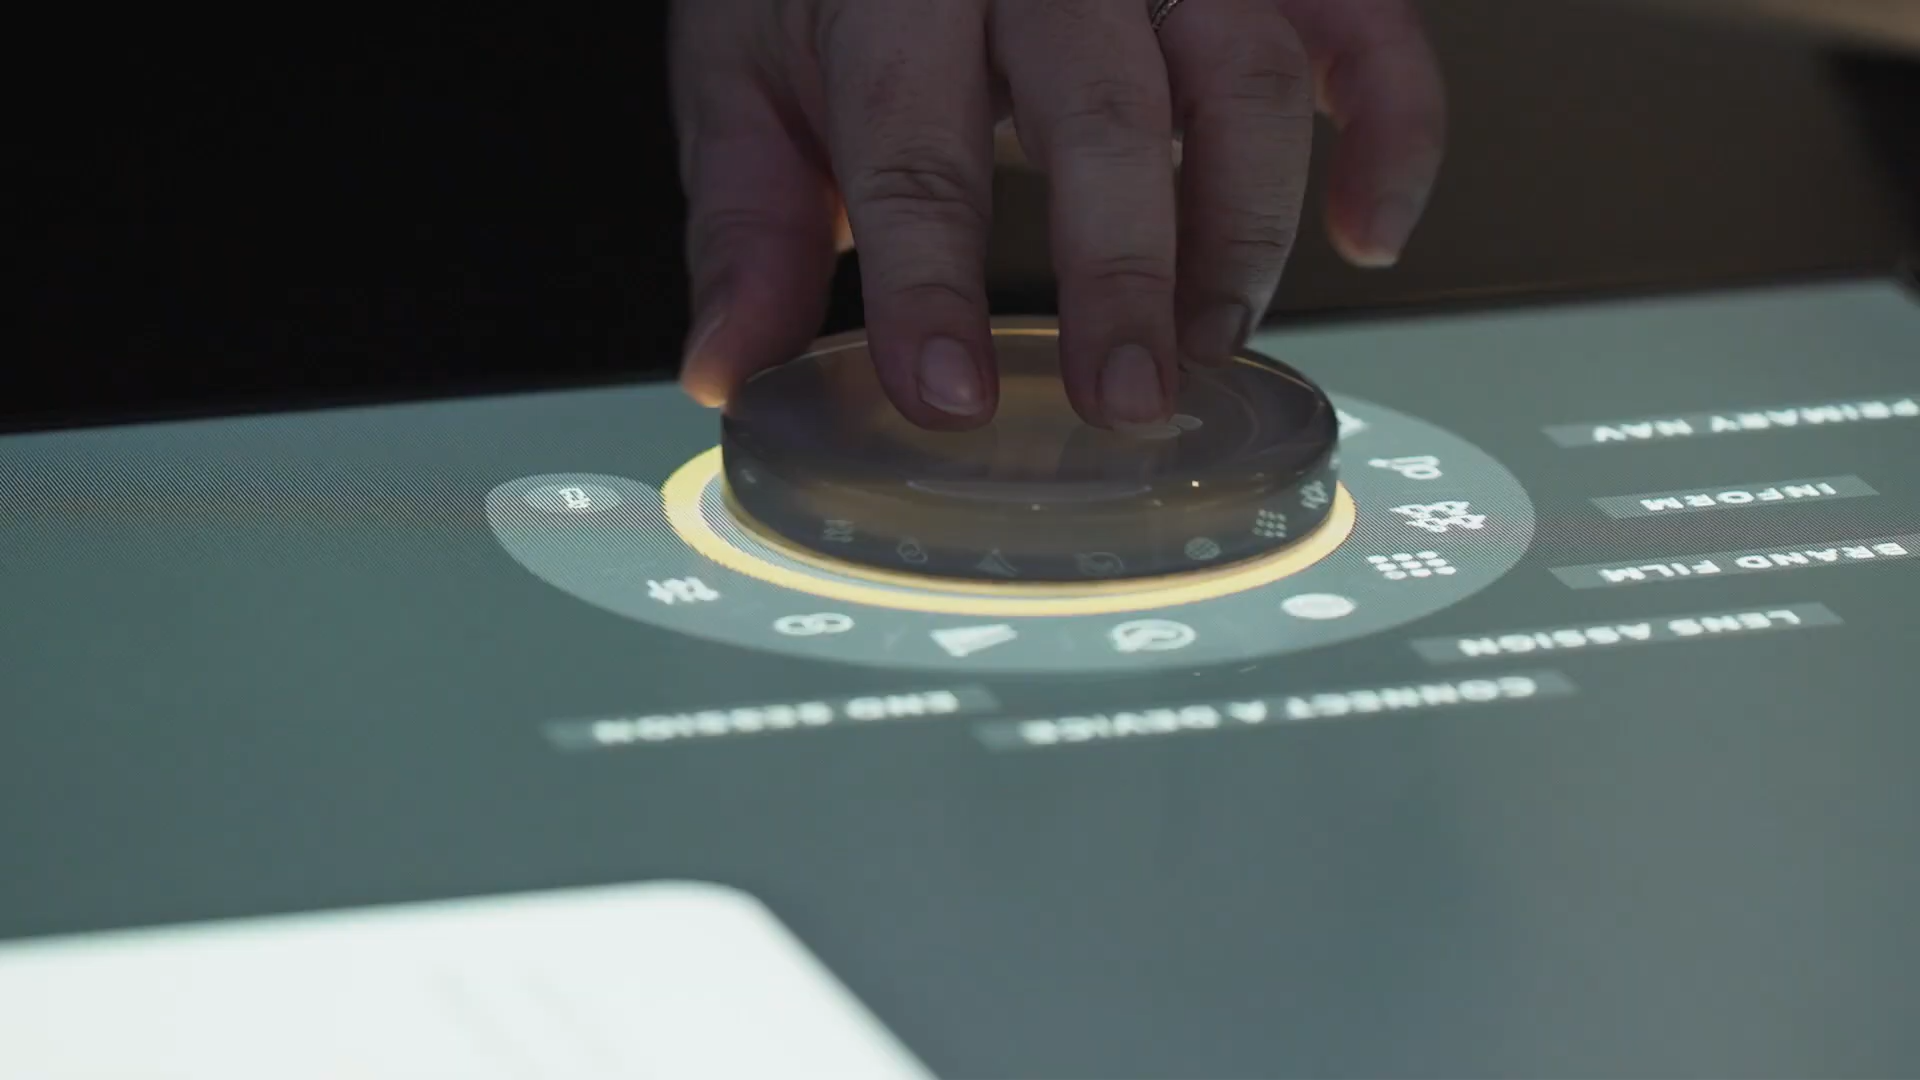 PRIMARY NAV
INFORM
BRAND FILM
LENS ASSIGN
CONNECT A DEVICE
END SESSION